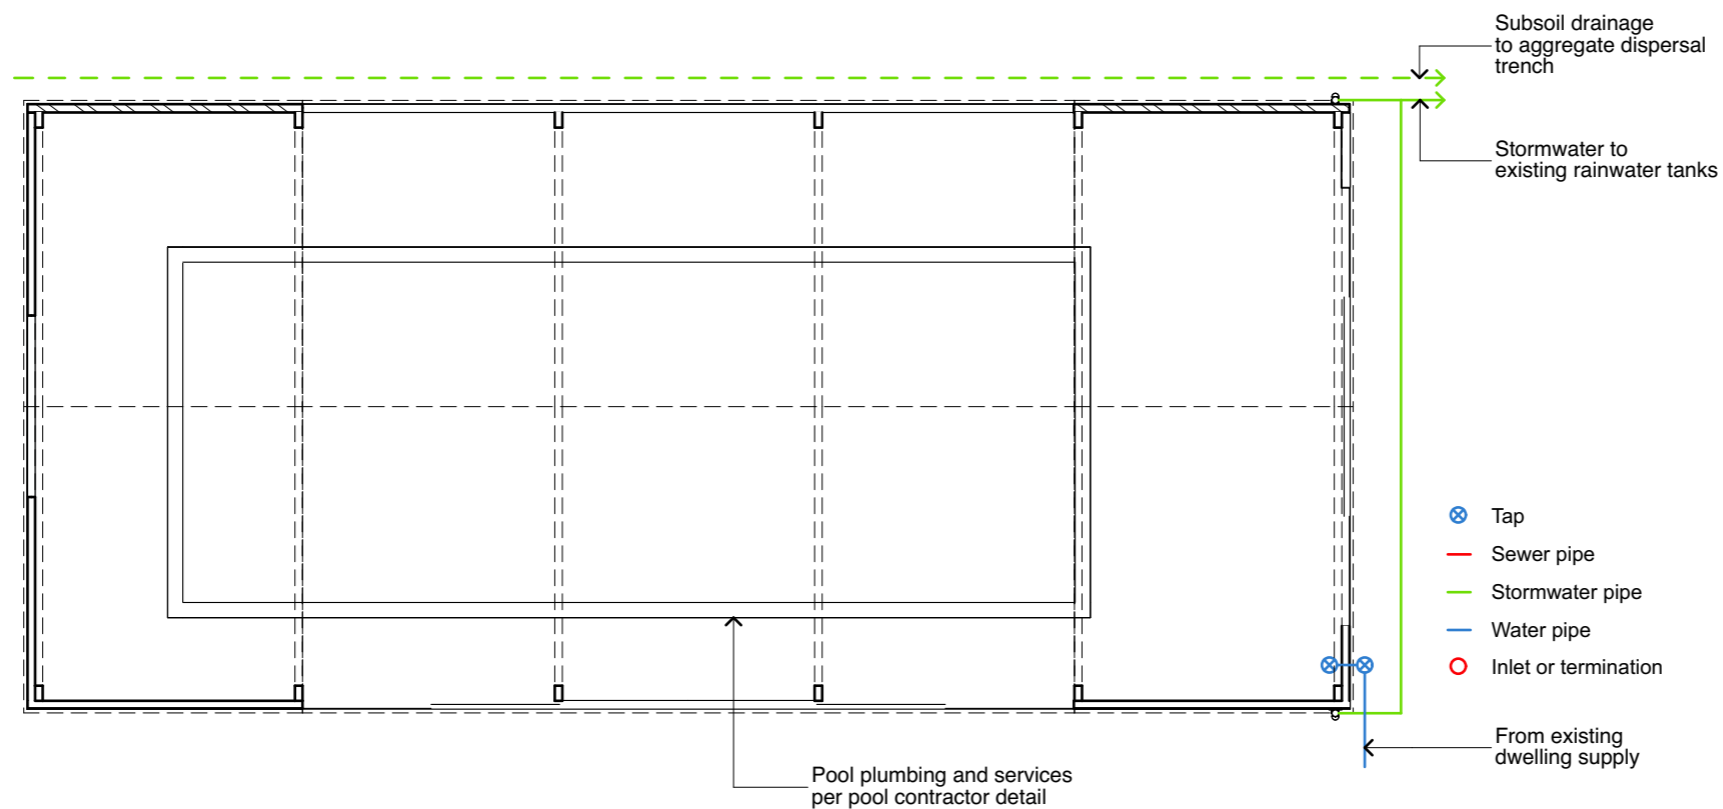 Subsoil drainage
to aggregate dispersal
trench
Stormwater to
existing rainwater tanks
Tap
Sewer pipe
Stormwater pipe
Water pipe
Inlet or termination
From existing
dwelling supply
Pool plumbing and services
per pool contractor detail